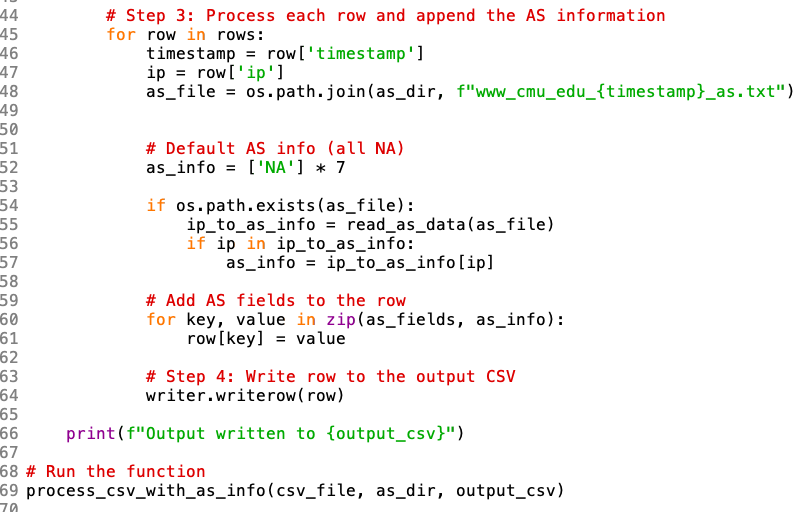 44         # Step 3: Process each row and append the AS information
45         for row in rows:
46             timestamp = row['timestamp']
47             ip = row['ip']
48             as_file = os.path.join(as_dir, f"www_cmu_edu_{timestamp}_as.txt")
49
50
51             # Default AS info (all NA)
52             as_info = ['NA'] * 7
53
54             if os.path.exists(as_file):
55                 ip_to_as_info = read_as_data(as_file)
56                 if ip in ip_to_as_info:
57                     as_info = ip_to_as_info[ip]
58
59             # Add AS fields to the row
60             for key, value in zip(as_fields, as_info):
61                 row[key] = value
62
63             # Step 4: Write row to the output CSV
64             writer.writerow(row)
65
66     print(f"Output written to {output_csv}")
67
68 # Run the function
69 process_csv_with_as_info(csv_file, as_dir, output_csv)
70